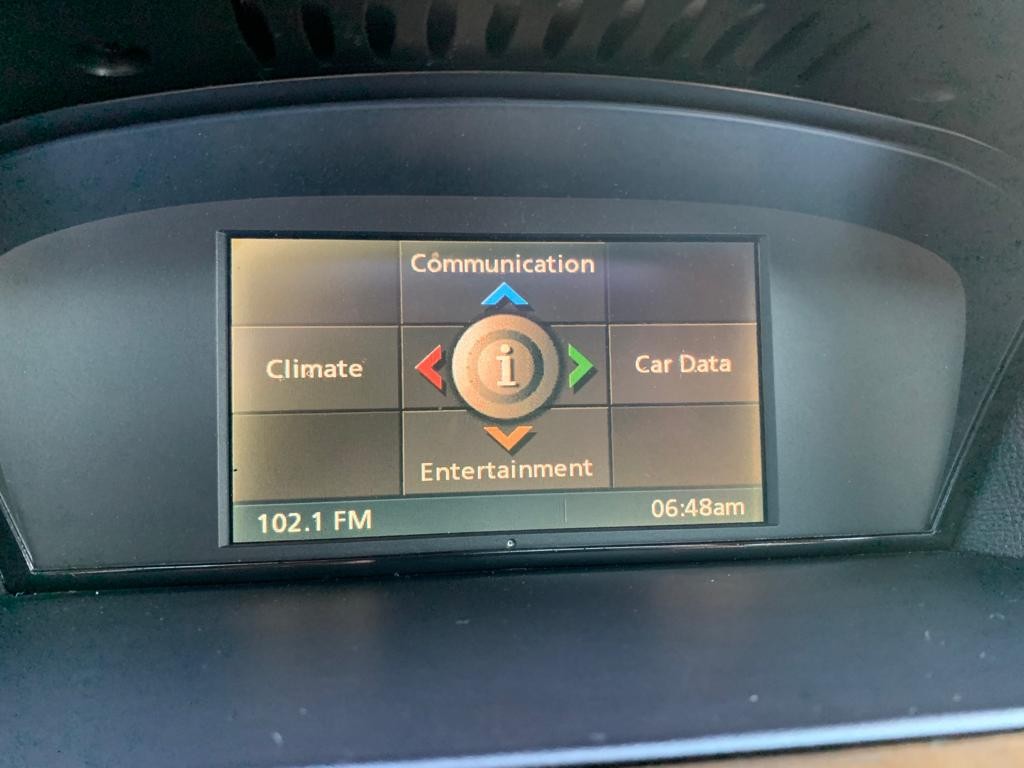 Communication
Climate
i
Car Data
Entertainment
102.1 FM
06:48am